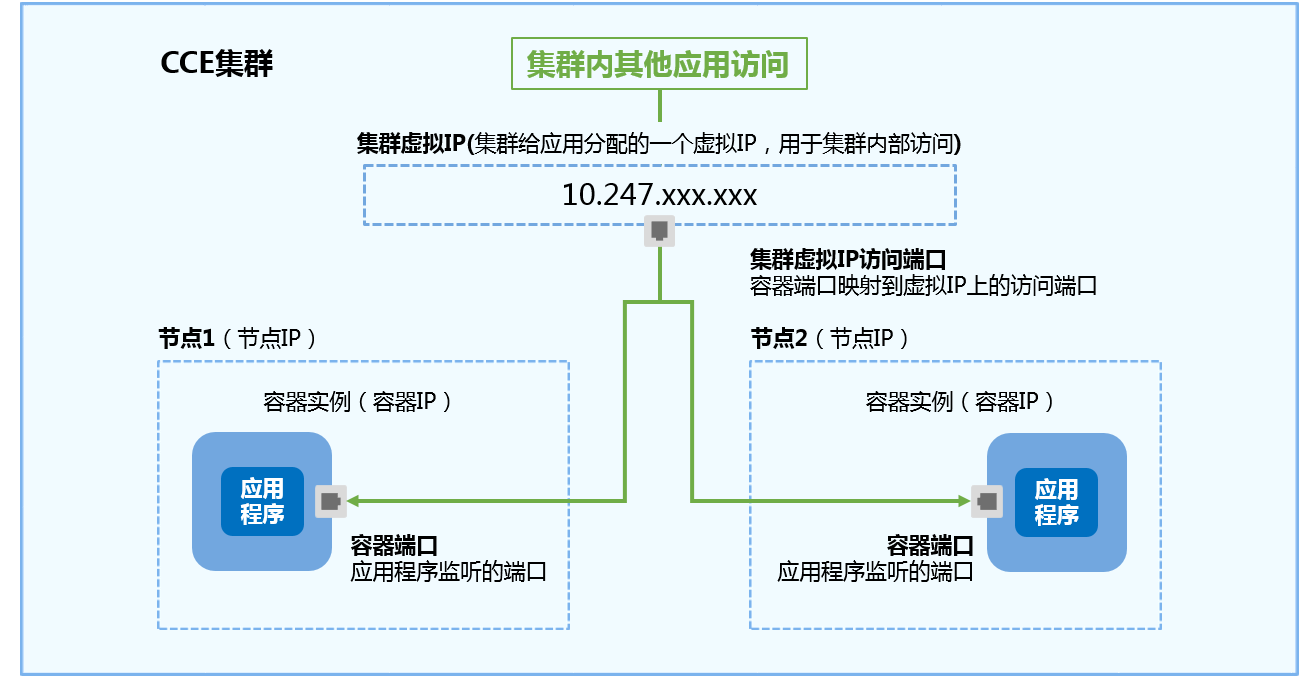 CCE集群
集群内其他应用访问
集群虚拟IP(集群给应用分配的一个虚拟IP，用于集群内部访问)
10.247.xxx.xxx
集群虚拟IP访问端口
容器端口映射到虚拟IP上的访问端口
节点1（节点IP）
节点2（节点IP）
容器实例（容器IP）
容器实例（容器IP）
应用
程序
应用
程序
容器端口
应用程序监听的端口
容器端口
应用程序监听的端口